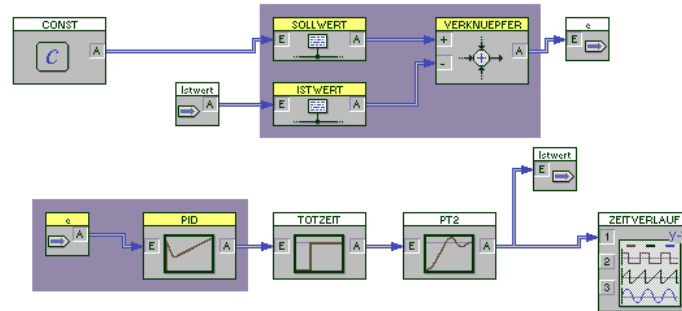 CONST
C
A
SOLLWERT
E A
VERKNUEPFER
+
-
A
e
E
Istwert
A
ISTWERT
E A
Istwert
E
e
A
PID
E A
TOTZEIT
E A
PT2
E A
ZEITVERLAUF
1
2
3